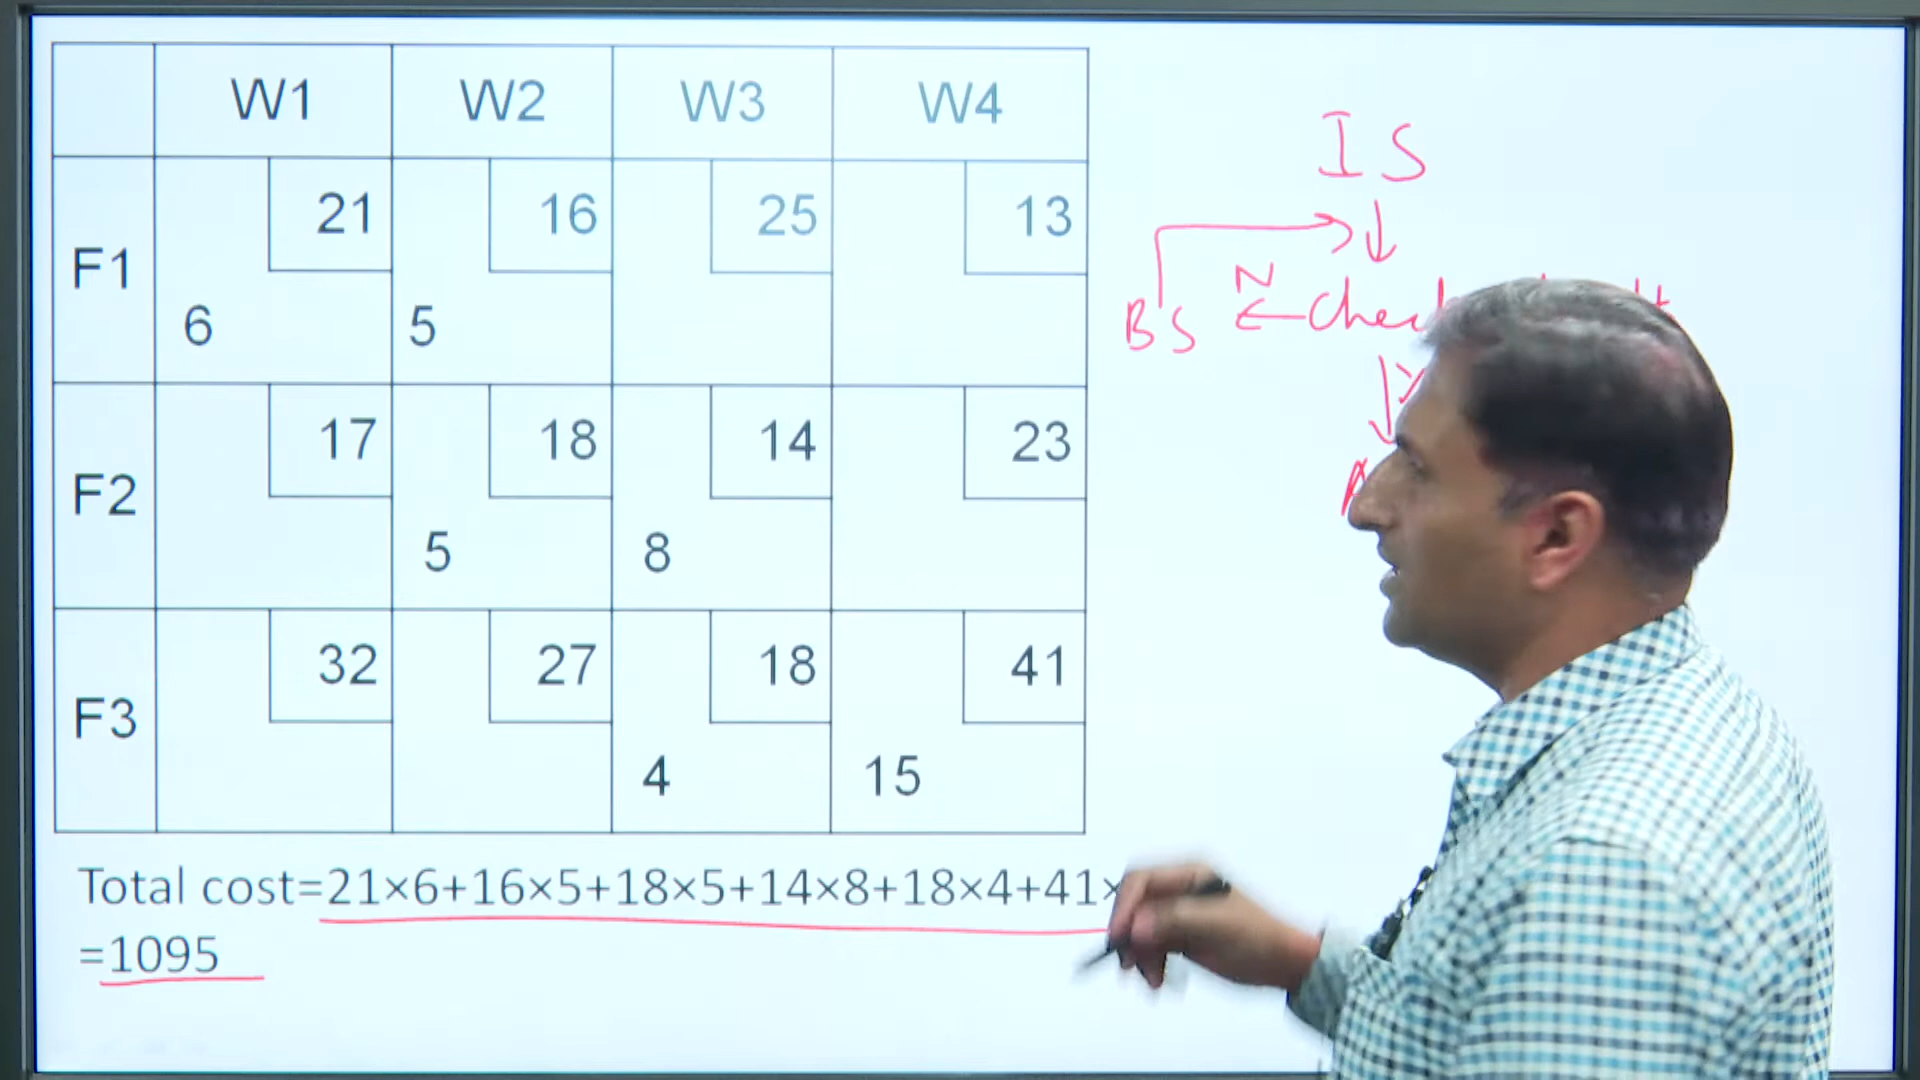 W1 W2 W3 W4
21 16 25 13
F1
6 5
17 18 14 23
F2
5 8
32 27 18 41
F3
4 15
Total cost=21×6+16×5+18×5+14×8+18×4+41×
=1095
IS
BS N